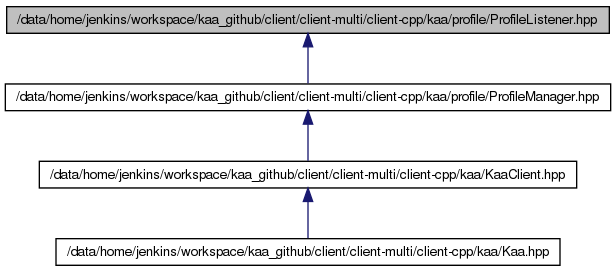 /data/home/jenkins/workspace/kaa_github/client/client-multi/client-cpp/kaa/profile/ProfileListener.hpp
/data/home/jenkins/workspace/kaa_github/client/client-multi/client-cpp/kaa/profile/ProfileManager.hpp
/data/home/jenkins/workspace/kaa_github/client/client-multi/client-cpp/kaa/KaaClient.hpp
/data/home/jenkins/workspace/kaa_github/client/client-multi/client-cpp/kaa/Kaa.hpp